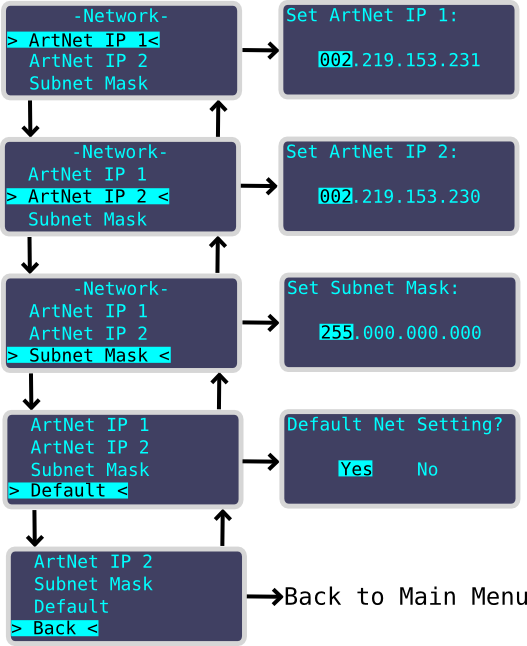 -Network-
> ArtNet IP 1<
ArtNet IP 2
Subnet Mask
Set ArtNet IP 1:
002.219.153.231
-Network-
ArtNet IP 1
> ArtNet IP 2 <
Subnet Mask
Set ArtNet IP 2:
002.219.153.230
-Network-
ArtNet IP 1
ArtNet IP 2
> Subnet Mask <
Set Subnet Mask:
255.000.000.000
ArtNet IP 1
ArtNet IP 2
Subnet Mask
> Default <
Default Net Setting?
Yes No
ArtNet IP 2
Subnet Mask
Default
> Back <
Back to Main Menu